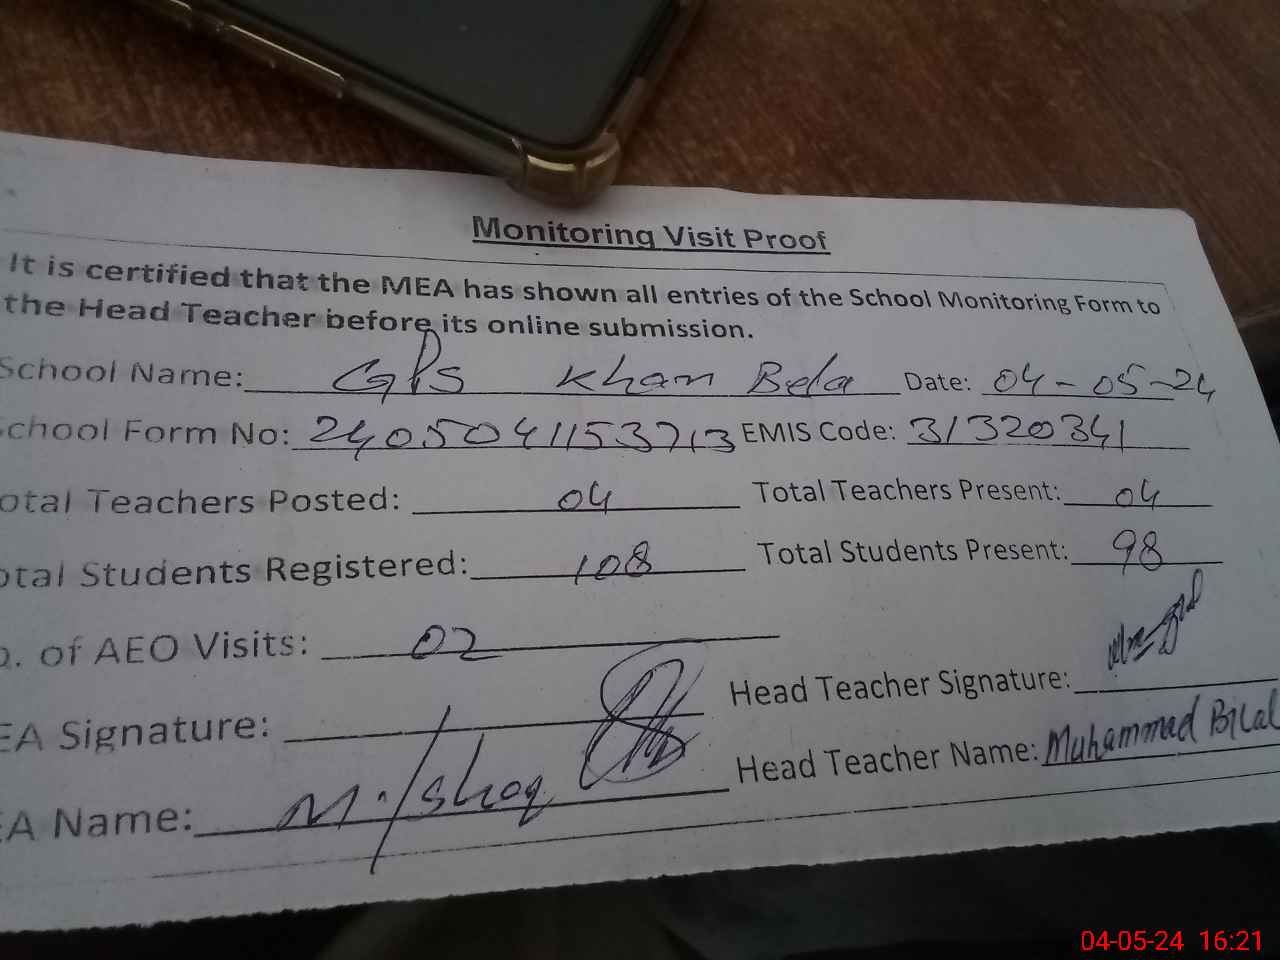 Monitoring Visit Proof
It is certified that the MEA has shown all entries of the School Monitoring Form to
the Head Teacher before its online submission.
School Name: GPS Khan Bela Date: 04-05-24
School Form No: 240504115371713 EMIS Code: 31320341
otal Teachers Posted: 04 Total Teachers Present: 04
otal Students Registered: 108 Total Students Present: 98
o. of AEO Visits: 02
EA Signature: Head Teacher Signature:
EA Name: M. Ishaq Head Teacher Name: Muhammad Bilal
04-05-24 16:21